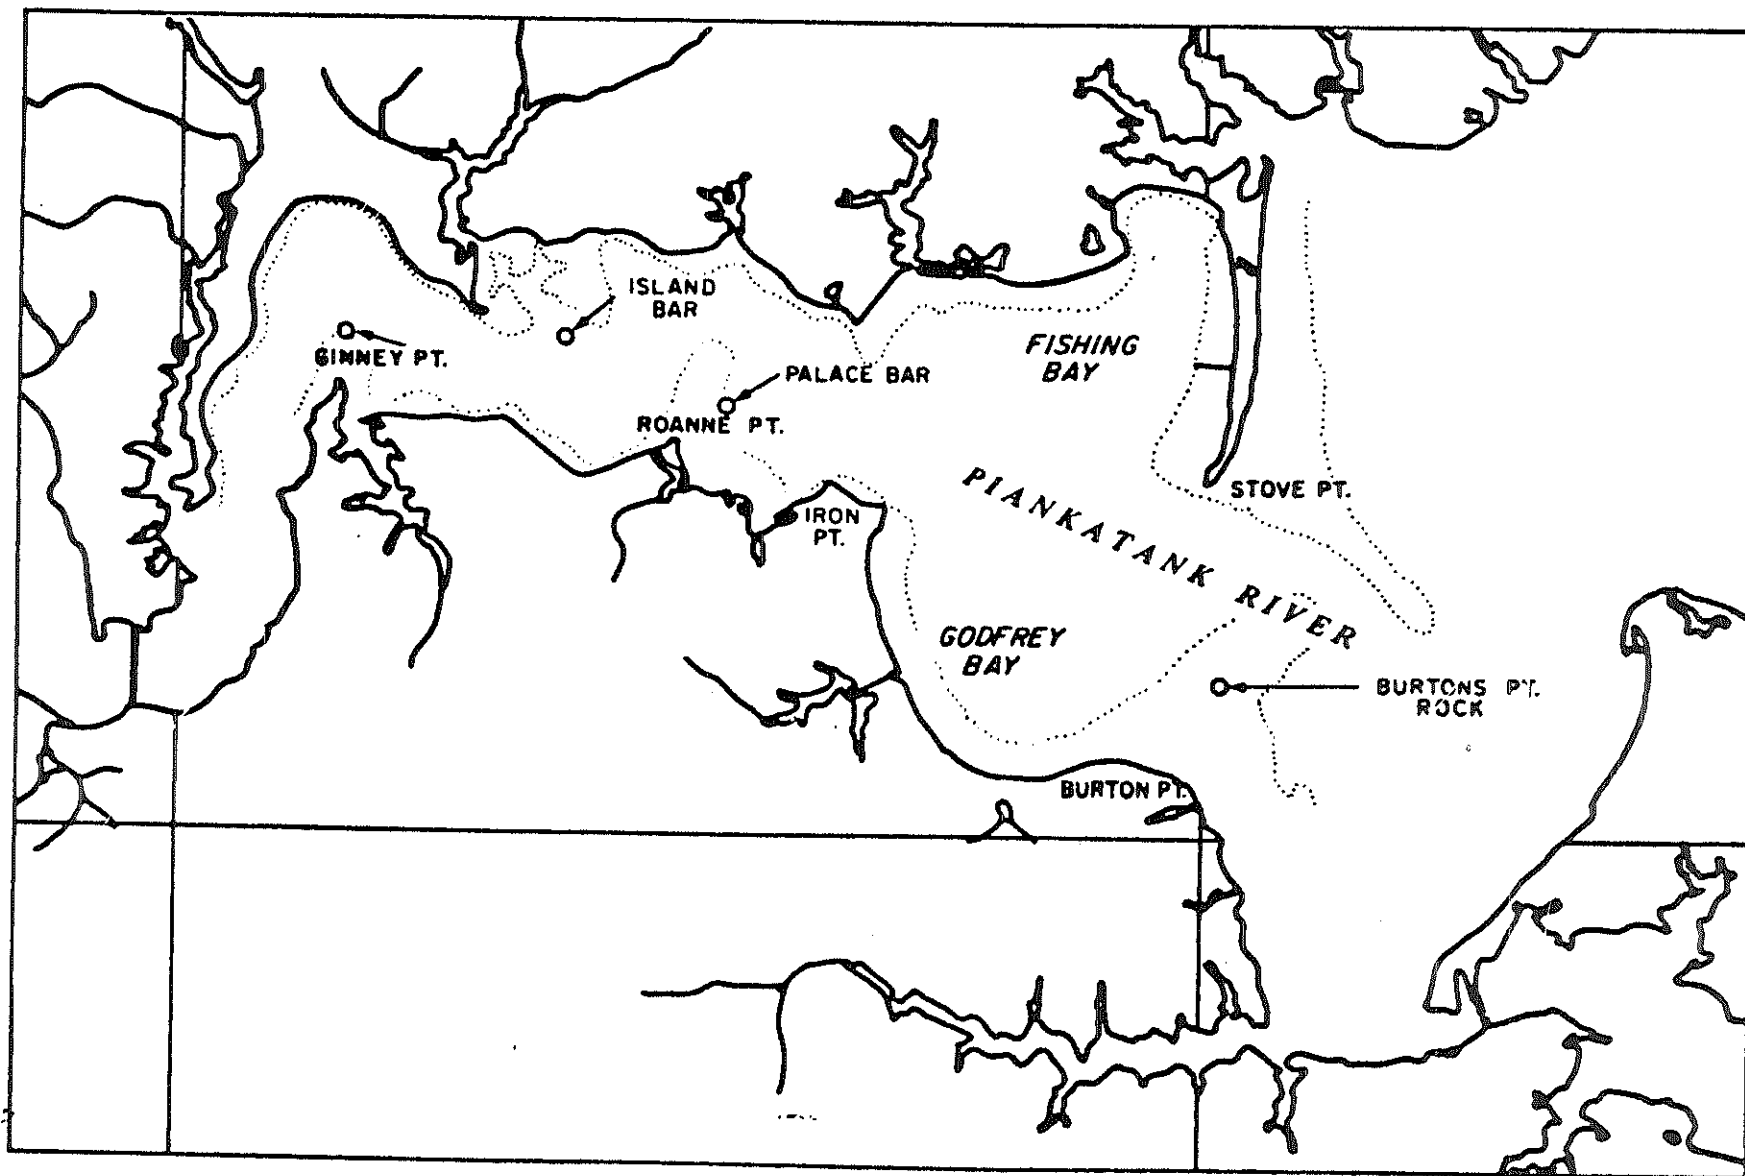 ISLAND
BAR
GINNEY PT.
PALACE BAR
ROANNE PT.
FISHING
BAY
STOVE PT.
IRON
PT.
PIANKATANK RIVER
GODFREY
BAY
BURTONS PT.
ROCK
BURTON PT.